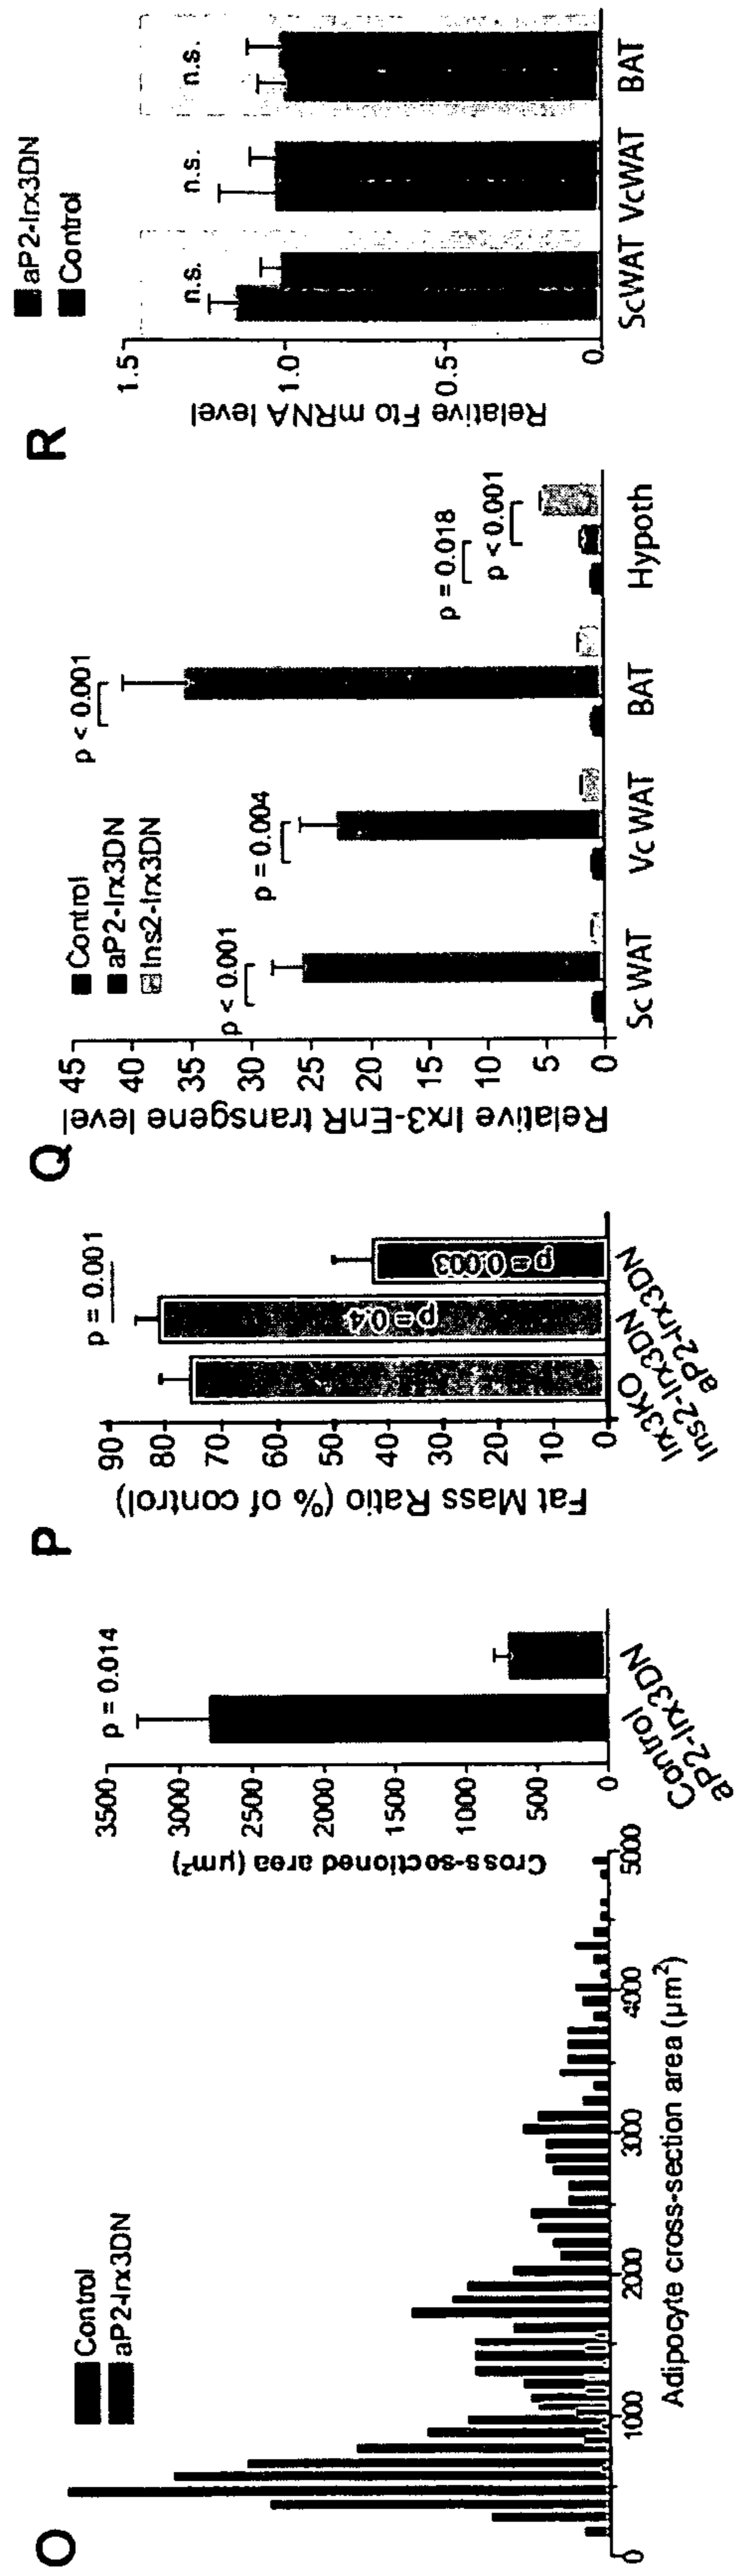 O
Control
aP2-Irx3DN
0
1000
2000
3000
4000
5000
Adipocyte cross-section area (µm²)
Cross-sectioned area (µm²)
3500
3000
2500
2000
1500
1000
500
0
p = 0.014
Control
aP2-Irx3DN
P
Fat Mass Ratio (% of control)
90
80
70
60
50
40
30
20
10
0
p = 0.001
p = 0.4
p = 0.003
Irx3KO
Ins2-Irx3DN
aP2-Irx3DN
Q
Relative Irx3-EnR transgene level
45
40
35
30
25
20
15
10
5
0
Control
aP2-Irx3DN
Ins2-Irx3DN
p < 0.001
p = 0.004
p < 0.001
p = 0.018
p < 0.001
Sc WAT
Vc WAT
BAT
Hypoth
R
aP2-Irx3DN
Control
Relative Fto mRNA level
1.5
1.0
0.5
0
n.s.
n.s.
n.s.
ScWAT
VcWAT
BAT